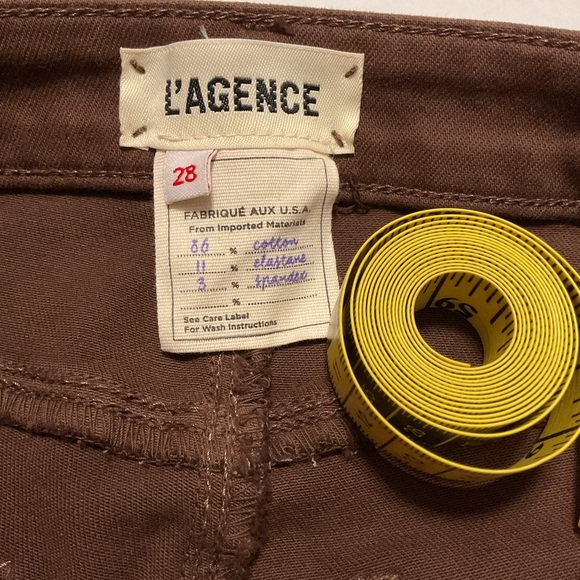 L'AGENCE
28
FABRIQUÉ AUX U.S.A.
From Imported Materials
86 % cotton
11 % elastane
3 % spandex
%
See Care Label
For Wash Instructions